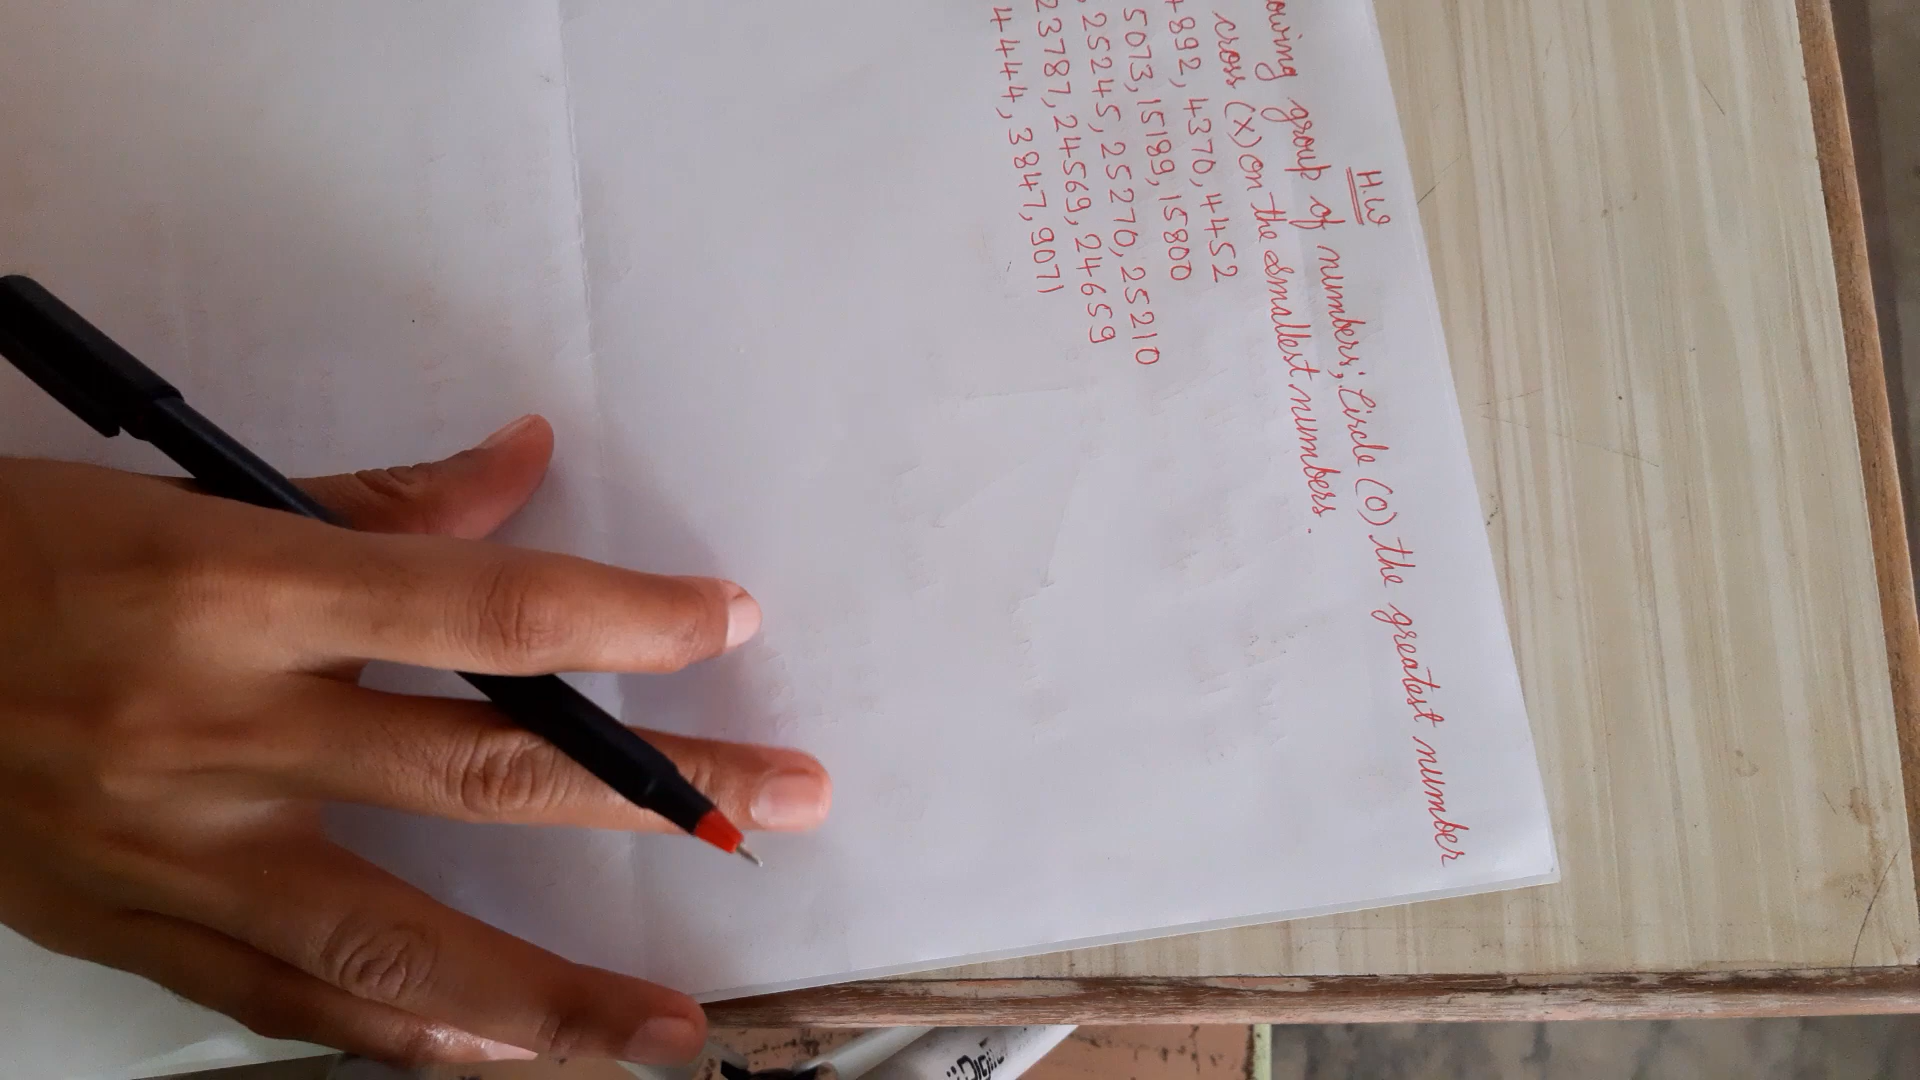 H.W
owing group of numbers; Circle (O) the greatest number
cross (X) on the smallest numbers.
4892, 4370, 4452
5073, 15189, 15800
25245, 25270, 25210
23787, 24569, 24659
4444, 3847, 9071